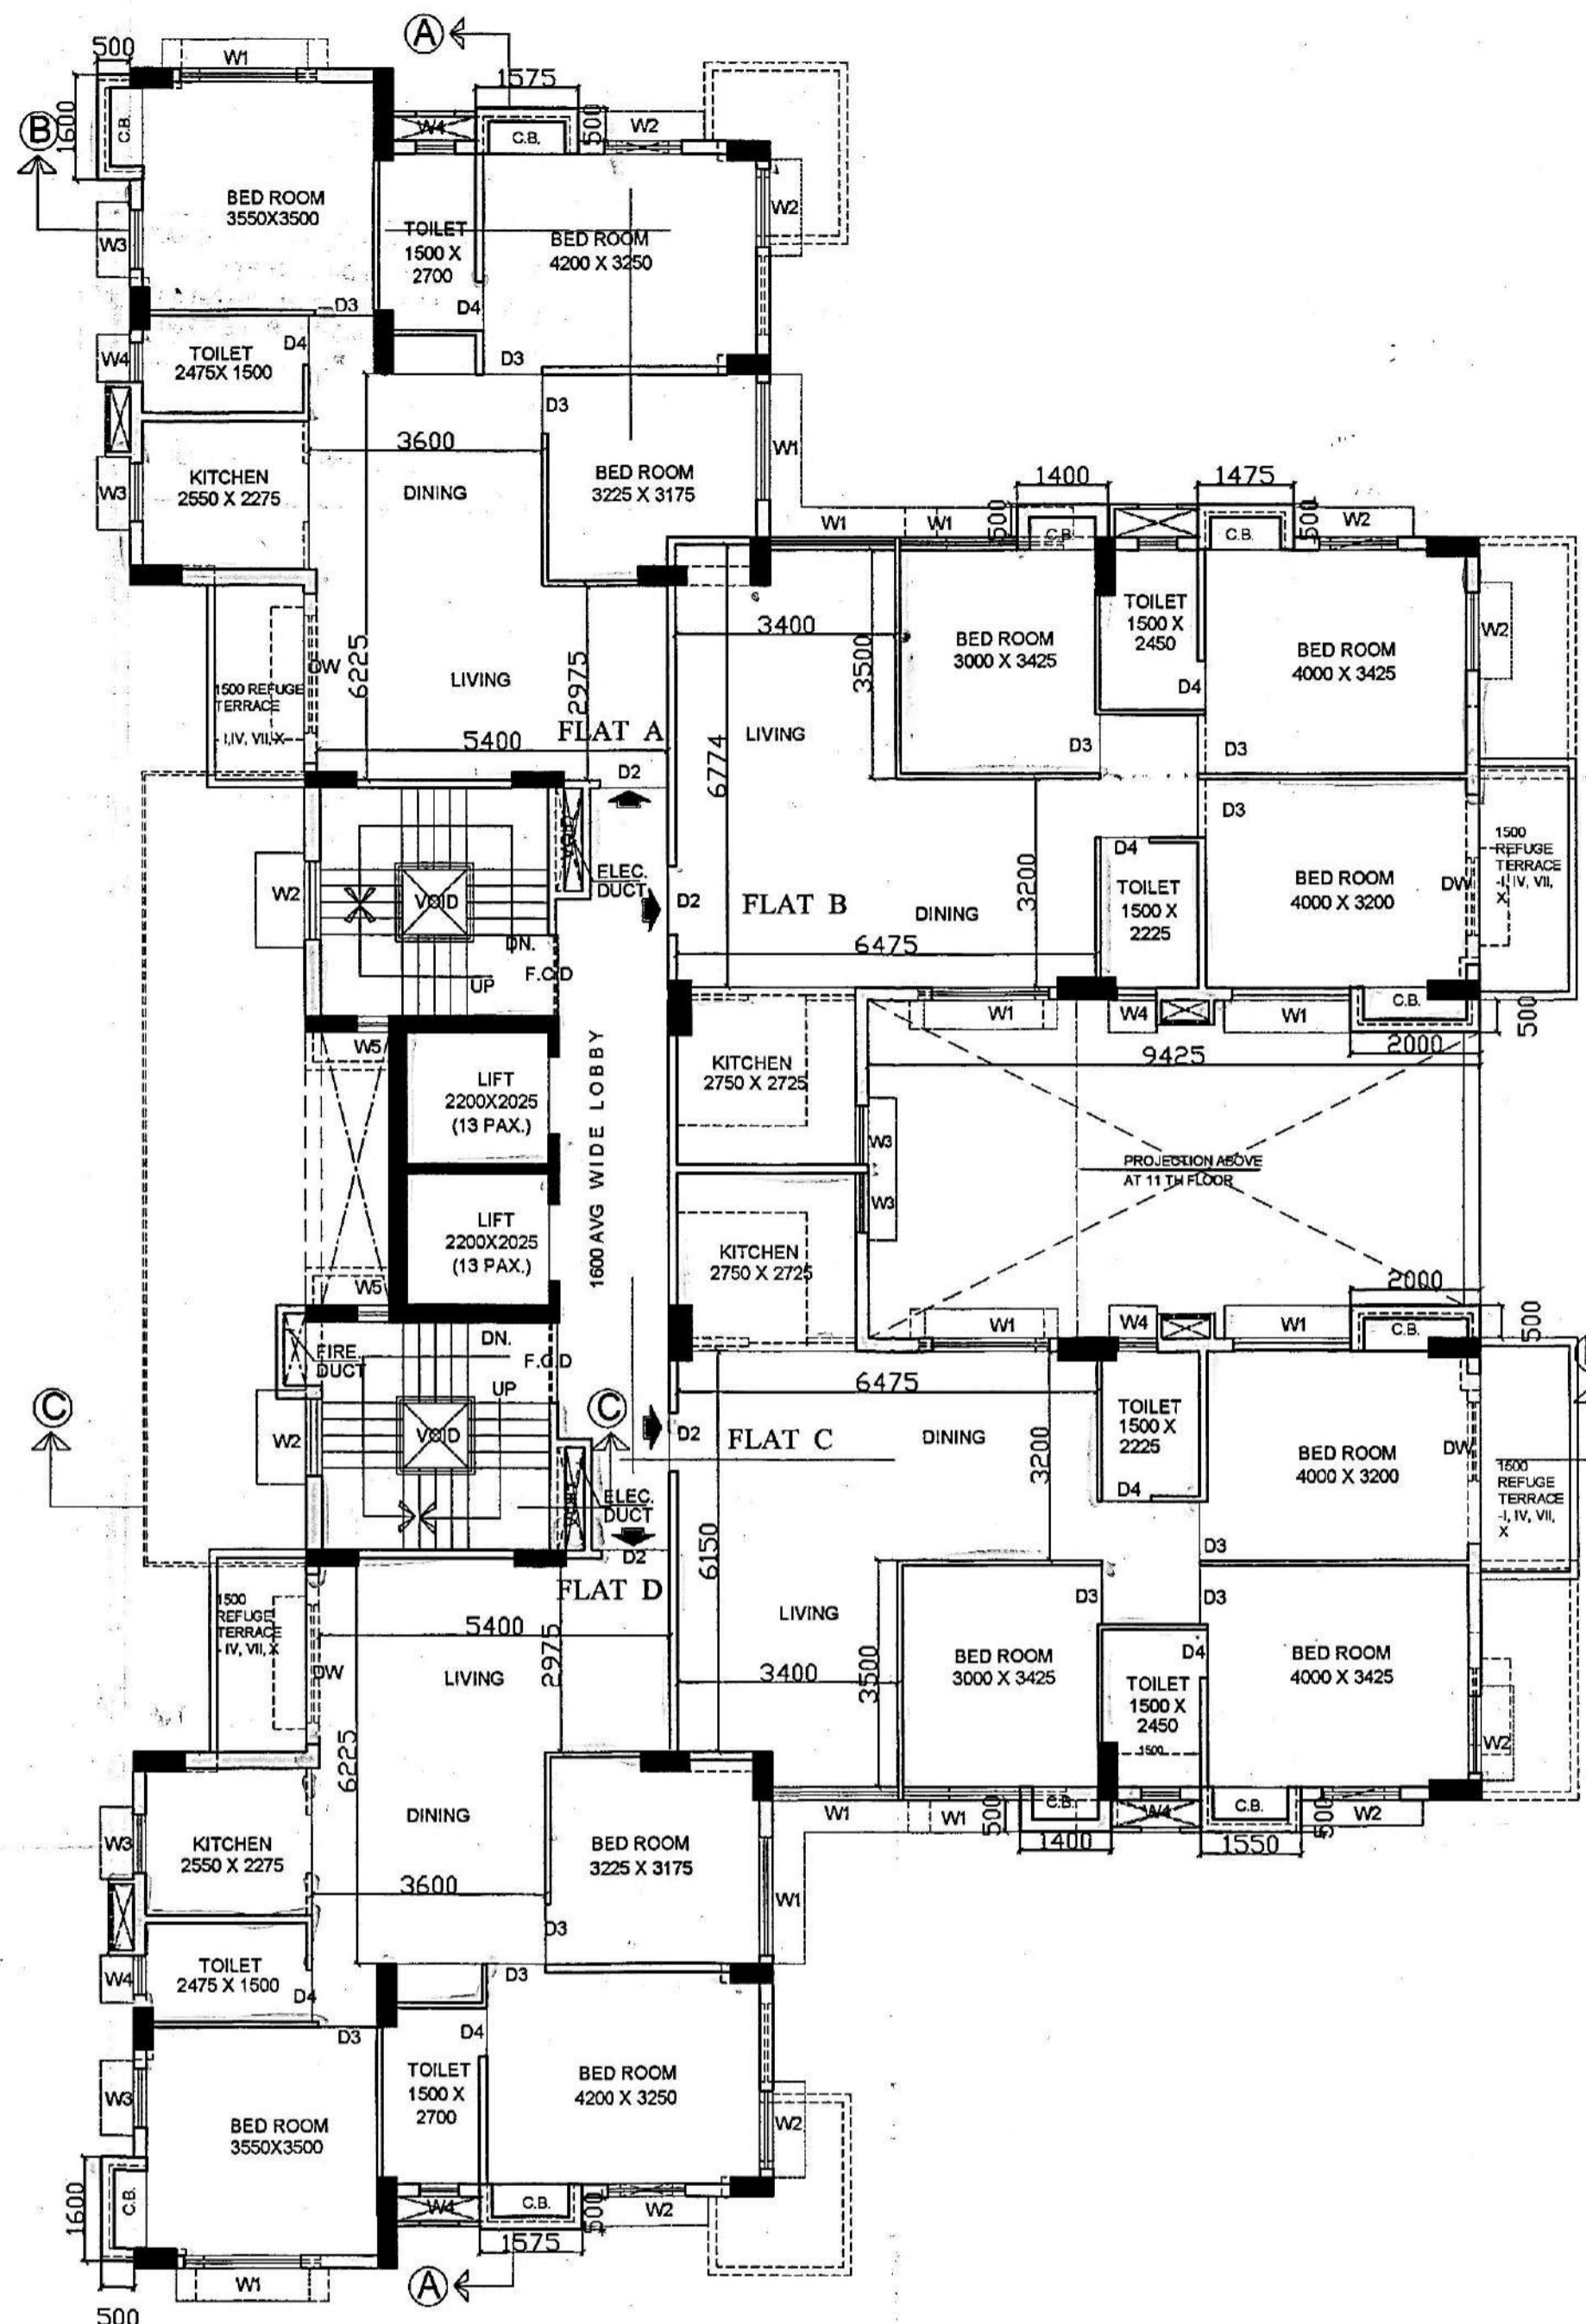 A
500
W1
1575
B
1600
C.B.
W4
C.B.
500
W2
BED ROOM
3550X3500
W3
TOILET
1500 X
2700
BED ROOM
4200 X 3250
W2
D3
D4
W4
TOILET
2475X 1500
D4
D3
D3
3600
W1
KITCHEN
2550 X 2275
W3
DINING
BED ROOM
3225 X 3175
1400
1475
W1
W1
500
C.B.
C.B.
500
W2
3400
TOILET
1500 X
2450
W2
6225
3500
BED ROOM
3000 X 3425
BED ROOM
4000 X 3425
DW
LIVING
2975
1500 REFUGE
TERRACE
- I,IV, VII,X
D4
FLAT A
LIVING
6774
5400
D3
D3
D2
D3
VOID
ELEC.
DUCT
W2
VOID
D2
FLAT B
DINING
3200
D4
TOILET
1500 X
2225
BED ROOM
4000 X 3200
DW
1500
REFUGE
TERRACE
-I, IV, VII,
X
DN.
6475
F.C.D
UP
W1
W4
W1
C.B.
500
W5
9425
2000
LIFT
2200X2025
(13 PAX.)
1600 AVG WIDE LOBBY
KITCHEN
2750 X 2725
W3
PROJECTION ABOVE
AT 11 TH FLOOR
W3
LIFT
2200X2025
(13 PAX.)
KITCHEN
2750 X 2725
W5
2000
W1
W4
W1
C.B.
500
FIRE
DUCT
DN.
F.C.D
UP
6475
C
C
W2
VOID
D2
FLAT C
DINING
3200
TOILET
1500 X
2225
D4
BED ROOM
4000 X 3200
DW
1500
REFUGE
TERRACE
-I, IV, VII,
X
ELEC.
DUCT
D2
6150
D3
FLAT D
1500
REFUGE
TERRACE
- IV, VII, X
5400
2975
LIVING
D3
D3
DW
LIVING
3400
3500
BED ROOM
3000 X 3425
D4
TOILET
1500 X
2450
1500
BED ROOM
4000 X 3425
W2
6225
W3
KITCHEN
2550 X 2275
DINING
BED ROOM
3225 X 3175
W1
W1
500
C.B.
W4
C.B.
500
W2
1400
1550
3600
W1
D3
TOILET
2475 X 1500
W4
D4
D3
D3
D4
W3
TOILET
1500 X
2700
BED ROOM
4200 X 3250
W2
BED ROOM
3550X3500
1600
C.B.
W4
C.B.
500
W2
1575
W1
A
500